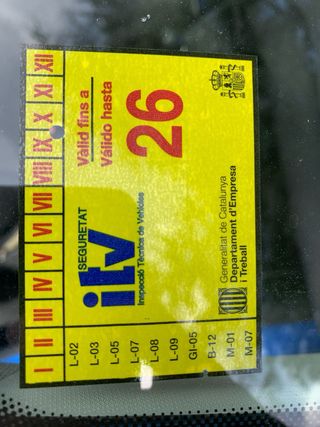 I II III IV V VI VII VIII IX X XI XII
SEGURETAT
itv
Inspecció Tècnica de Vehicles
Vàlid fins a
Válido hasta
26
L-02
L-03
L-05
L-07
L-08
L-09
GI-05
B-12
M-01
M-07
Generalitat de Catalunya
Departament d'Empresa
i Treball